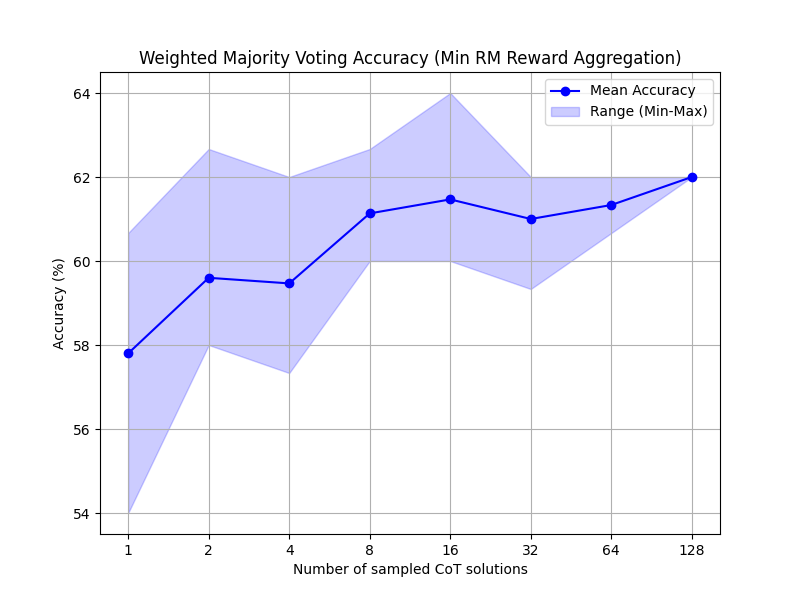 Weighted Majority Voting Accuracy (Min RM Reward Aggregation)
Mean Accuracy
Range (Min-Max)
Accuracy (%)
64
62
60
58
56
54
1 2 4 8 16 32 64 128
Number of sampled CoT solutions